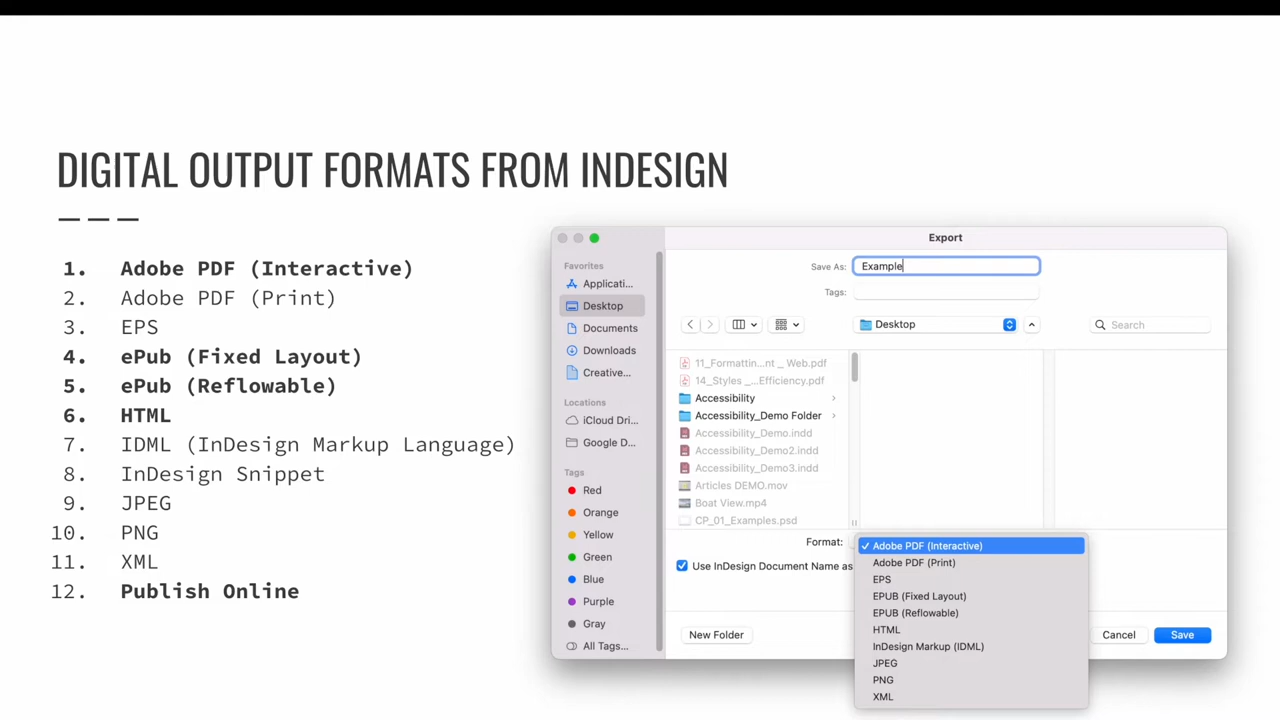 DIGITAL OUTPUT FORMATS FROM INDESIGN
1. Adobe PDF (Interactive)
2. Adobe PDF (Print)
3. EPS
4. ePub (Fixed Layout)
5. ePub (Reflowable)
6. HTML
7. IDML (InDesign Markup Language)
8. InDesign Snippet
9. JPEG
10. PNG
11. XML
12. Publish Online
Export
Save As: Example
Tags:
Desktop
Search
Favorites
Applicati...
Desktop
Documents
Downloads
Creative...
Locations
iCloud Dri...
Google D...
Tags
Red
Orange
Yellow
Green
Blue
Purple
Gray
All Tags...
11_Formattin...nt _ Web.pdf
14_Styles _...Efficiency.pdf
Accessibility
Accessibility_Demo Folder
Accessibility_Demo.indd
Accessibility_Demo2.indd
Accessibility_Demo3.indd
Articles DEMO.mov
Boat View.mp4
CP_01_Examples.psd
Format:
Adobe PDF (Interactive)
Adobe PDF (Print)
EPS
EPUB (Fixed Layout)
EPUB (Reflowable)
HTML
InDesign Markup (IDML)
JPEG
PNG
XML
Use InDesign Document Name as
New Folder
Cancel
Save